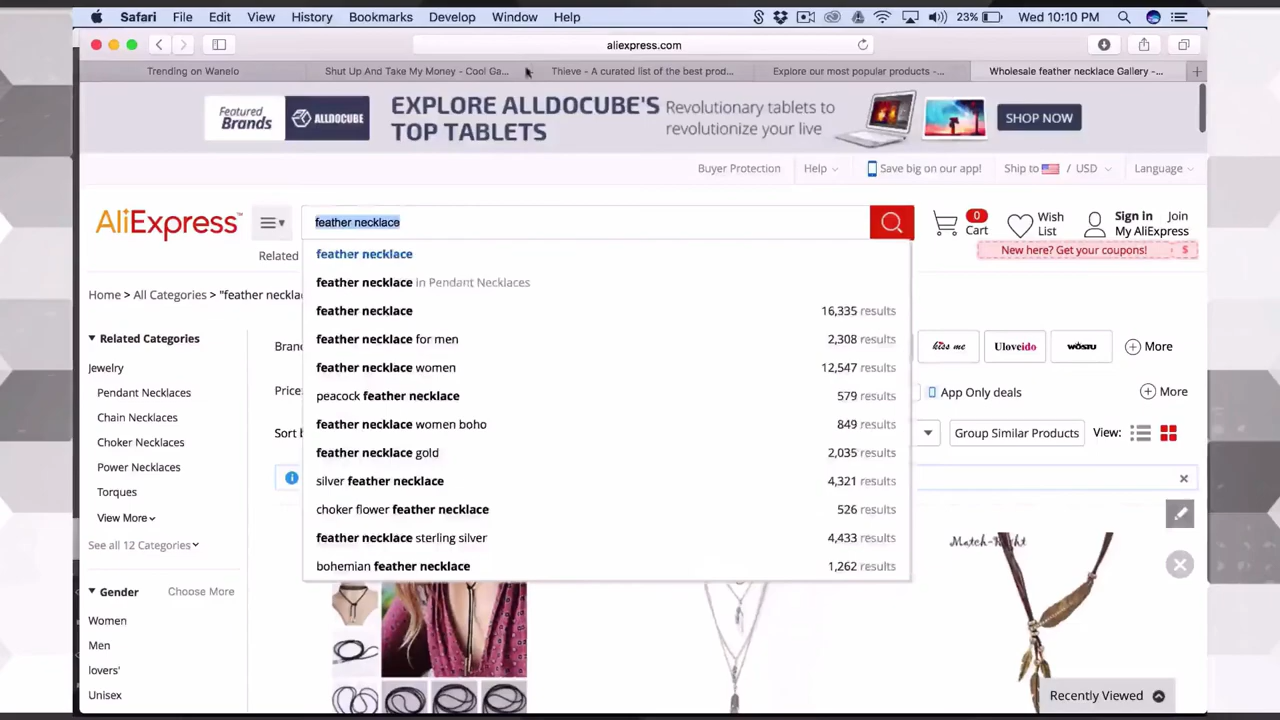 Safari File Edit View History Bookmarks Develop Window Help 23% Wed 10:10 PM
aliexpress.com
Trending on Wanelo Shut Up And Take My Money - Cool Ga... Thieve - A curated list of the best prod... Explore our most popular products -... Wholesale feather necklace Gallery -...
Featured Brands ALLDOCUBE EXPLORE ALLDOCUBE'S TOP TABLETS Revolutionary tablets to revolutionize your live SHOP NOW
Buyer Protection Help Save big on our app! Ship to / USD Language
AliExpress™ feather necklace 0 Cart Wish List Sign in Join My AliExpress
New here? Get your coupons! $
Related
feather necklace
Home > All Categories > "feather neckla
feather necklace in Pendant Necklaces
feather necklace 16,335 results
feather necklace for men 2,308 results
feather necklace women 12,547 results
peacock feather necklace 579 results
feather necklace women boho 849 results
feather necklace gold 2,035 results
silver feather necklace 4,321 results
choker flower feather necklace 526 results
feather necklace sterling silver 4,433 results
bohemian feather necklace 1,262 results
Related Categories
Jewelry
Pendant Necklaces
Chain Necklaces
Choker Necklaces
Power Necklaces
Torques
View More
See all 12 Categories
Gender Choose More
Women
Men
lovers'
Unisex
Bran
kiss me Uloveido WOSTU More
Price:
App Only deals More
Sort b
Group Similar Products View:
Match-Right
Recently Viewed